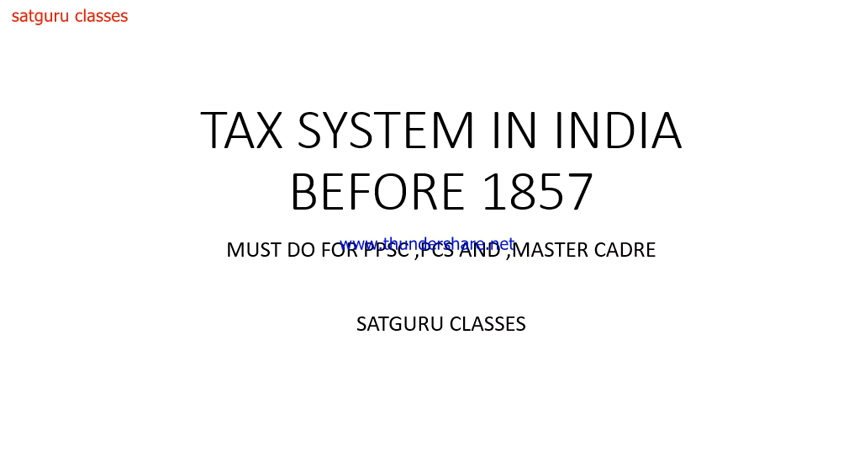 satguru classes
TAX SYSTEM IN INDIA
BEFORE 1857
www.thundershare.net
MUST DO FOR PPSC ,PCS AND ,MASTER CADRE
SATGURU CLASSES